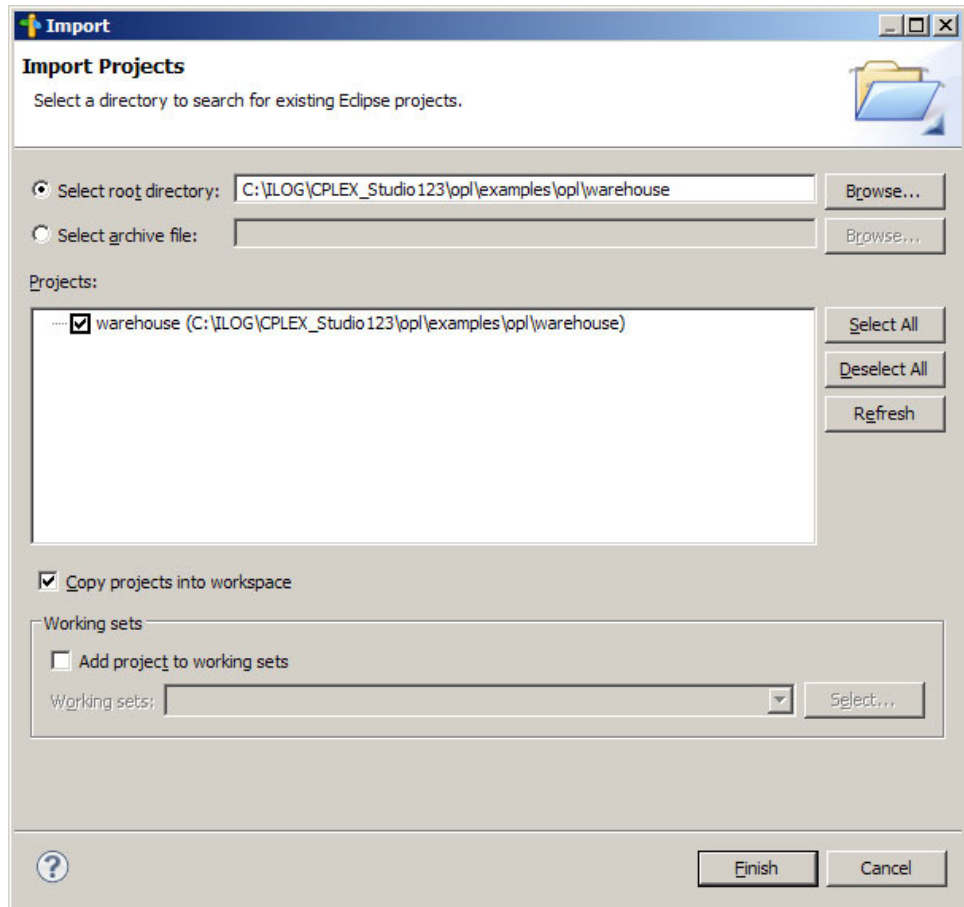 Import
Import Projects
Select a directory to search for existing Eclipse projects.
Select root directory: C:\ILOG\CPLEX_Studio123\opl\examples\opl\warehouse Browse...
Select archive file: Browse...
Projects:
warehouse (C:\ILOG\CPLEX_Studio123\opl\examples\opl\warehouse)
Select All
Deselect All
Refresh
Copy projects into workspace
Working sets
Add project to working sets
Working sets: Select...
? Finish Cancel